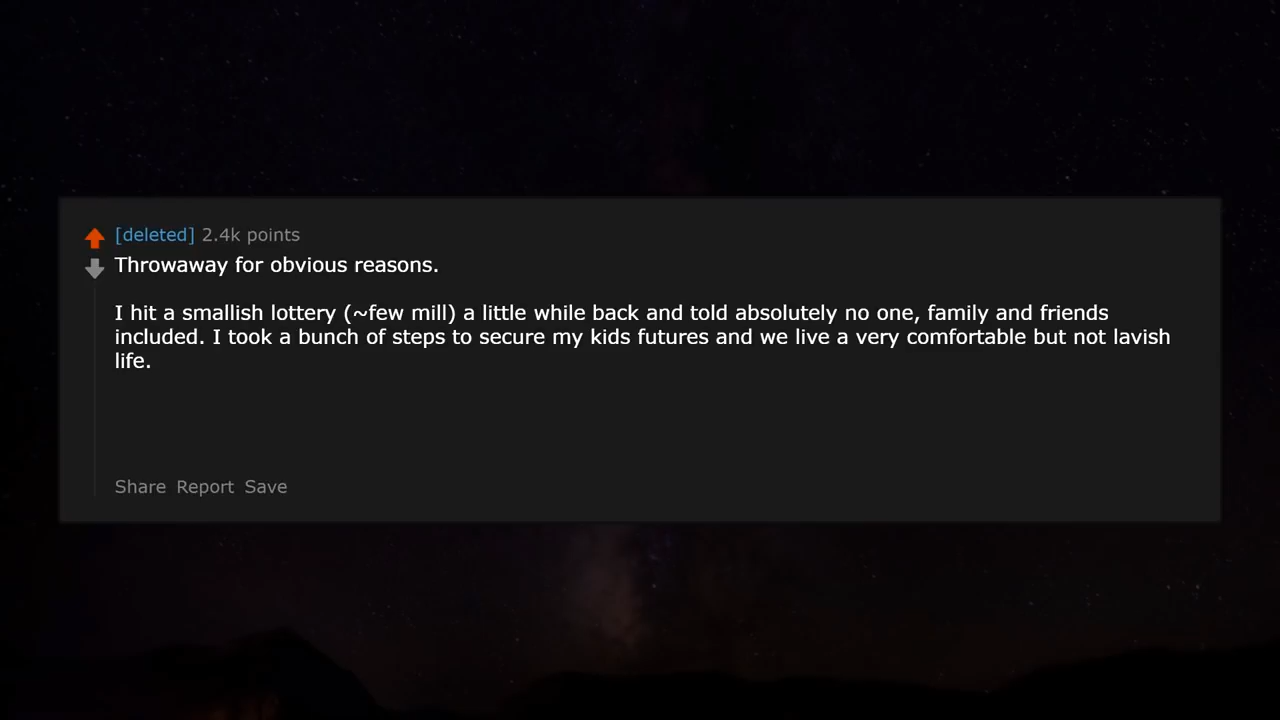 [deleted] 2.4k points
Throwaway for obvious reasons.
I hit a smallish lottery (~few mill) a little while back and told absolutely no one, family and friends
included. I took a bunch of steps to secure my kids futures and we live a very comfortable but not lavish
life.
Share Report Save